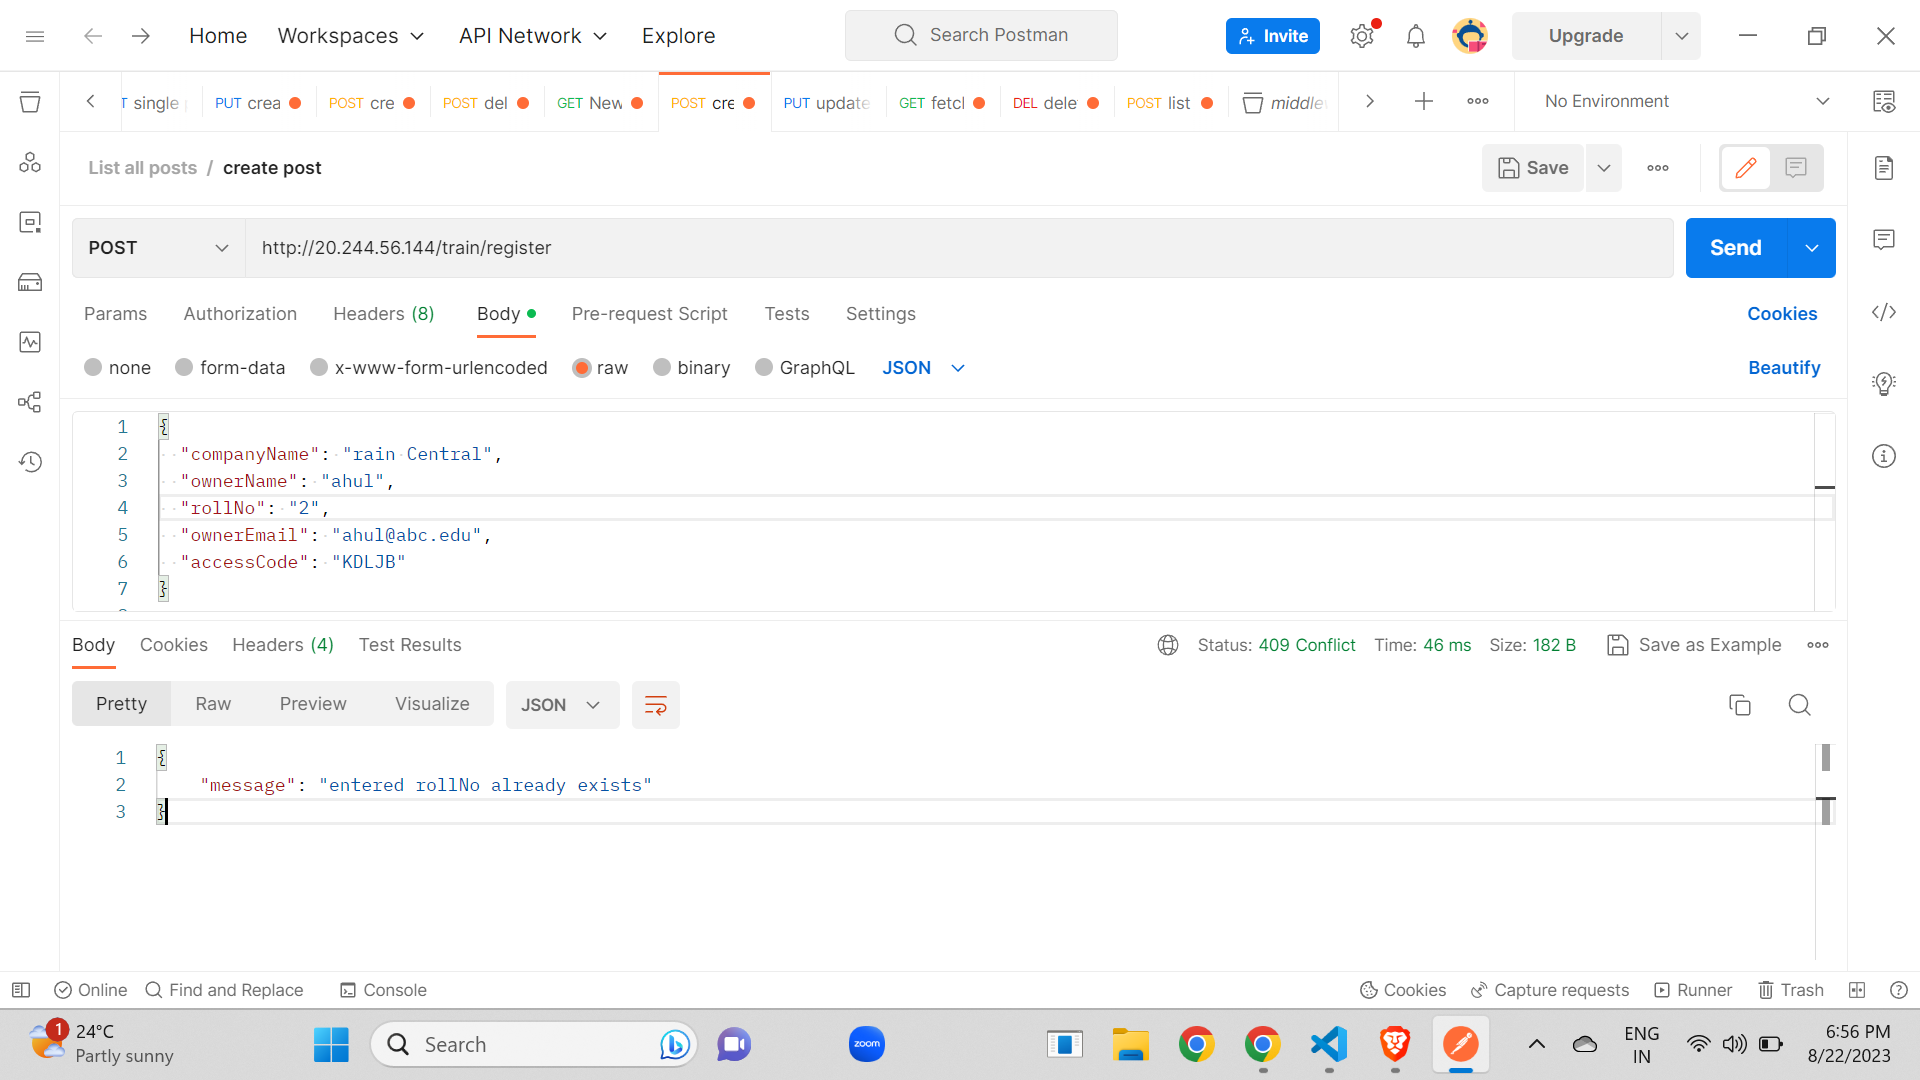 Home Workspaces API Network Explore Search Postman Invite Upgrade
single PUT crea POST cre POST del GET New POST cre PUT update GET fetcl DEL dele POST list middle No Environment
List all posts / create post Save
POST http://20.244.56.144/train/register Send
Params Authorization Headers (8) Body Pre-request Script Tests Settings Cookies
none form-data x-www-form-urlencoded raw binary GraphQL JSON Beautify
1 {
2 "companyName": "rain Central",
3 "ownerName": "ahul",
4 "rollNo": "2",
5 "ownerEmail": "ahul@abc.edu",
6 "accessCode": "KDLJB"
7 }
Body Cookies Headers (4) Test Results Status: 409 Conflict Time: 46 ms Size: 182 B Save as Example
Pretty Raw Preview Visualize JSON
1 {
2 "message": "entered rollNo already exists"
3 }
Online Find and Replace Console Cookies Capture requests Runner Trash
1 24°C
Partly sunny
Search
zoom
ENG
IN
6:56 PM
8/22/2023